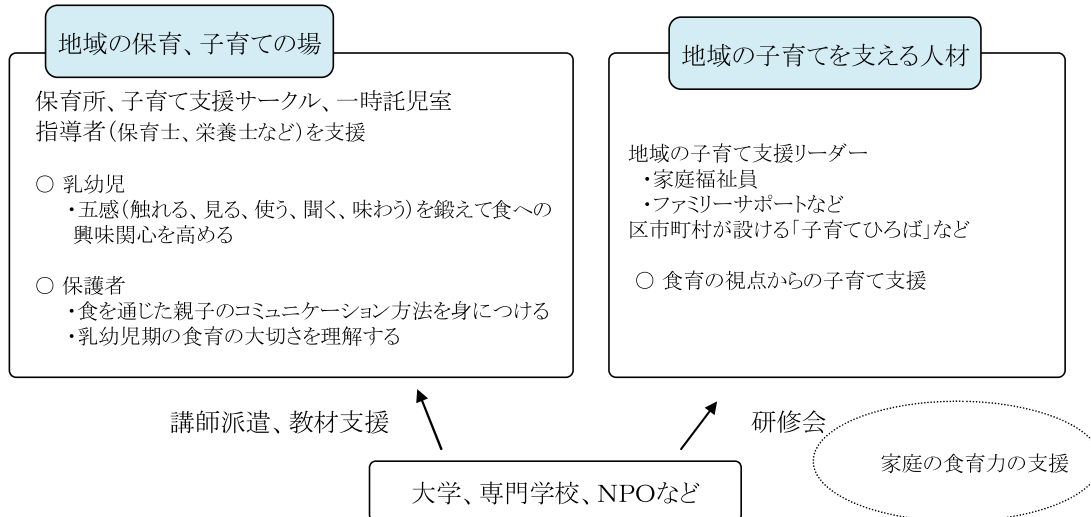 地域の保育、子育ての場
保育所、子育て支援サークル、一時託児室
指導者(保育士、栄養士など)を支援
○ 乳幼児
・五感(触れる、見る、使う、聞く、味わう)を鍛えて食への
興味関心を高める
○ 保護者
・食を通じた親子のコミュニケーション方法を身につける
・乳幼児期の食育の大切さを理解する
地域の子育てを支える人材
地域の子育て支援リーダー
・家庭福祉員
・ファミリーサポートなど
区市町村が設ける「子育てひろば」など
○ 食育の視点からの子育て支援
講師派遣、教材支援
研修会
家庭の食育力の支援
大学、専門学校、NPOなど